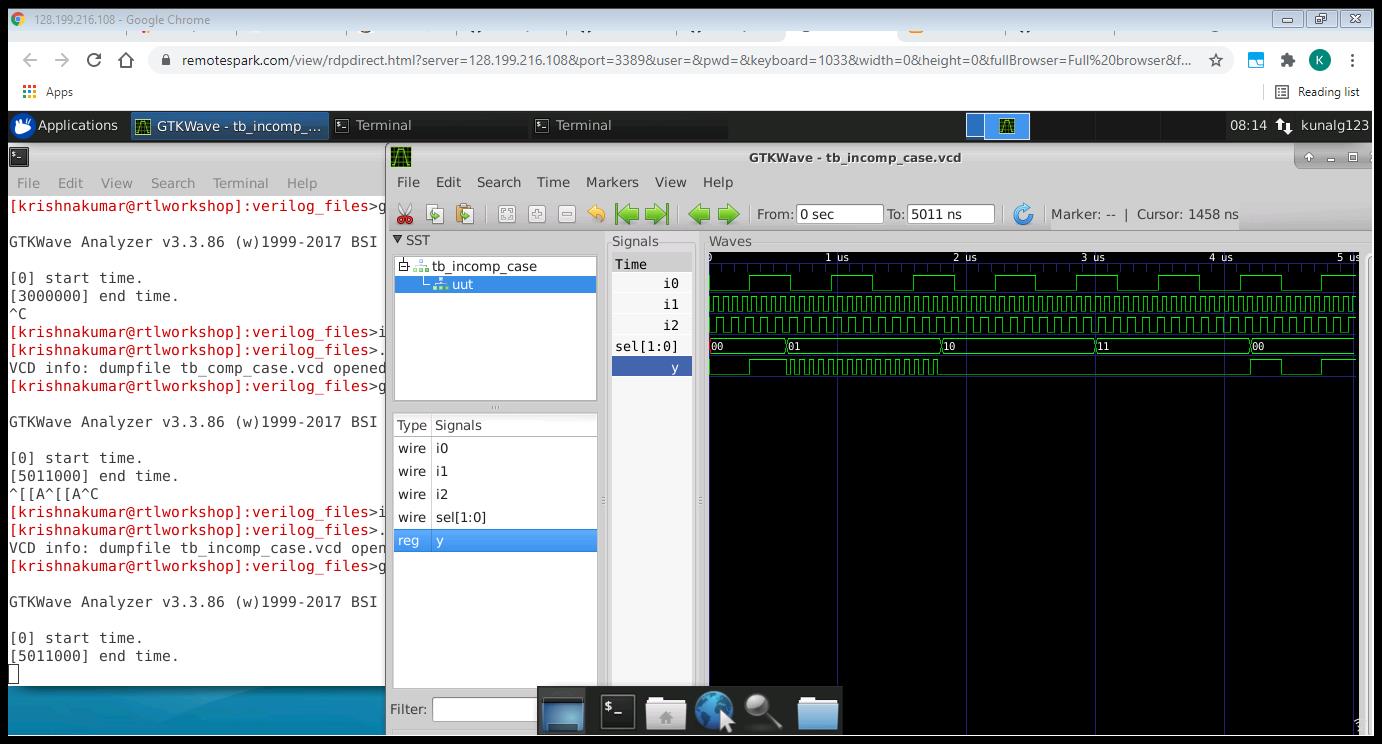 128.199.216.108 - Google Chrome
remotespark.com/view/rdpdirect.html?server=128.199.216.108&port=3389&user=&pwd=&keyboard=1033&width=0&height=0&fullBrowser=Full%20browser&f...
K
Apps
Reading list
Applications
GTKWave - tb_incomp_...
Terminal
Terminal
08:14
kunalg123
File Edit View Search Terminal Help
[krishnakumar@rtlworkshop]:verilog_files>g
GTKWave Analyzer v3.3.86 (w)1999-2017 BSI
[0] start time.
[3000000] end time.
^C
[krishnakumar@rtlworkshop]:verilog_files>i
[krishnakumar@rtlworkshop]:verilog_files>.
VCD info: dumpfile tb_comp_case.vcd opened
[krishnakumar@rtlworkshop]:verilog_files>g
GTKWave Analyzer v3.3.86 (w)1999-2017 BSI
[0] start time.
[5011000] end time.
^[[A^[[A^C
[krishnakumar@rtlworkshop]:verilog_files>i
[krishnakumar@rtlworkshop]:verilog_files>.
VCD info: dumpfile tb_incomp_case.vcd open
[krishnakumar@rtlworkshop]:verilog_files>g
GTKWave Analyzer v3.3.86 (w)1999-2017 BSI
[0] start time.
[5011000] end time.
GTKWave - tb_incomp_case.vcd
File Edit Search Time Markers View Help
From: 0 sec To: 5011 ns Marker: -- | Cursor: 1458 ns
SST
tb_incomp_case
uut
Type Signals
wire i0
wire i1
wire i2
wire sel[1:0]
reg y
Filter:
Signals
Time
i0
i1
i2
sel[1:0]
y
Waves
0 1 us 2 us 3 us 4 us 5 us
00 01 10 11 00
$_